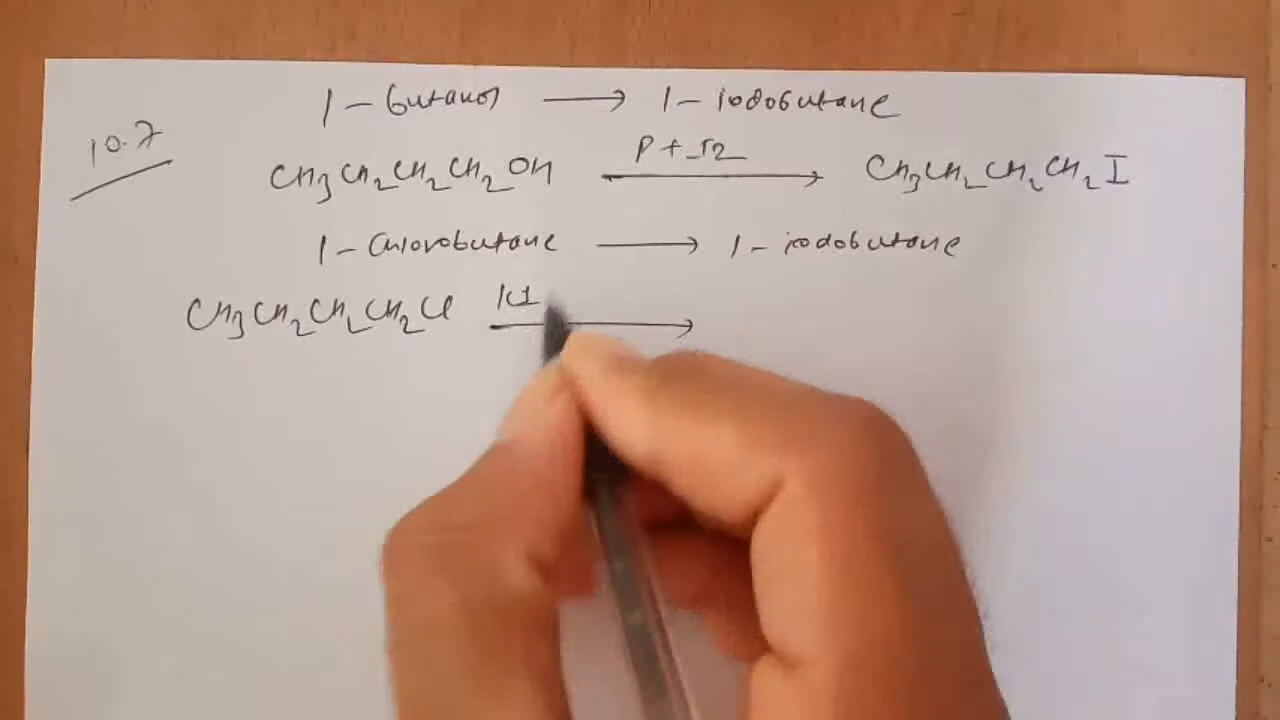 1 - butanol → 1 - iodobutane
10.7
CH3CH2CH2CH2OH P + I2 → CH3CH2CH2CH2I
1 - Chlorobutane → 1 - iodobutane
CH3CH2CH2CH2Cl KI →